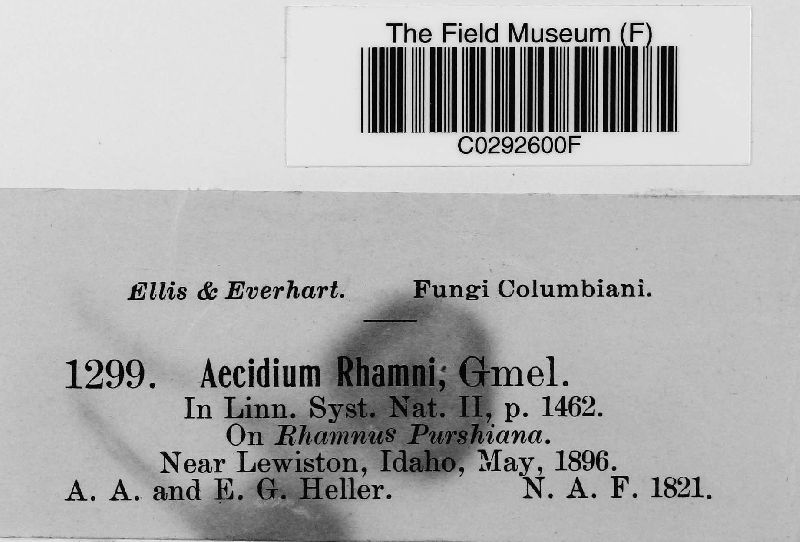 The Field Museum (F)
C0292600F
Ellis & Everhart. Fungi Columbiani.
1299. Aecidium Rhamni, Gmel.
In Linn. Syst. Nat. II, p. 1462.
On Rhamnus Purshiana.
Near Lewiston, Idaho, May, 1896.
A. A. and E. G. Heller. N. A. F. 1821.